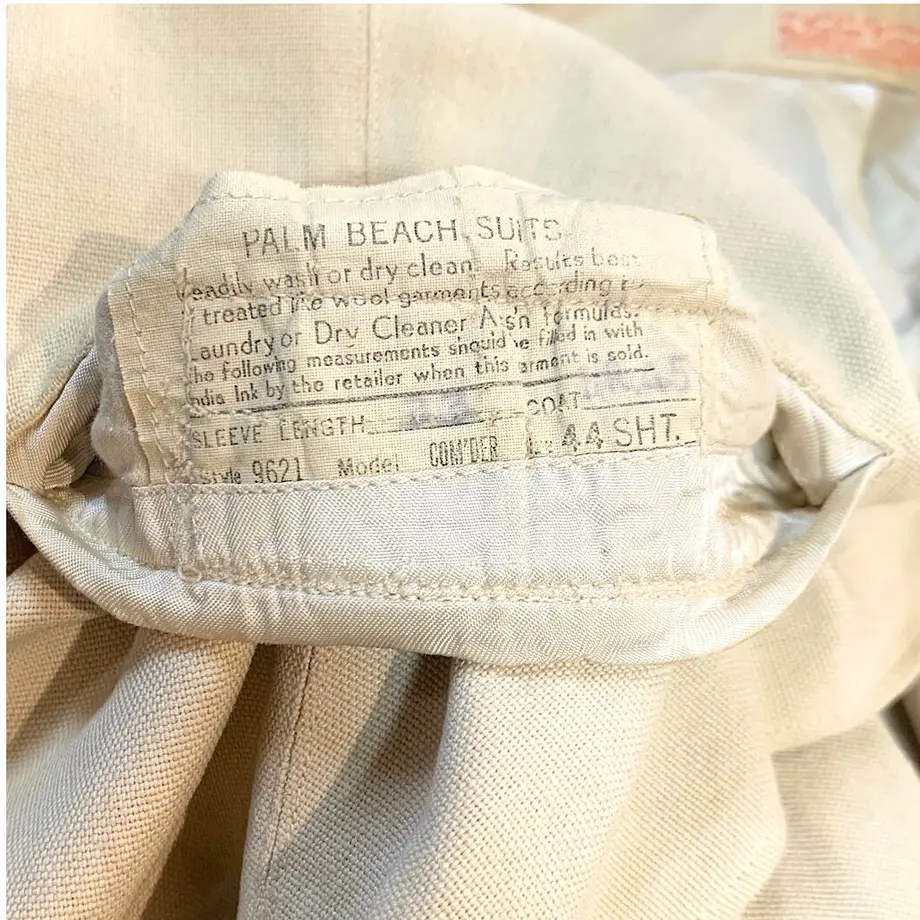 PALM BEACH SUITS
readily wash or dry clean. Results best
treated like wool garments according to
Laundry or Dry Cleaner Ass'n formulas.
The following measurements should be filled in with
India Ink by the retailer when this garment is sold.
SLEEVE LENGTH COAT
Style 9621 Model COM'DER 44 SHT.